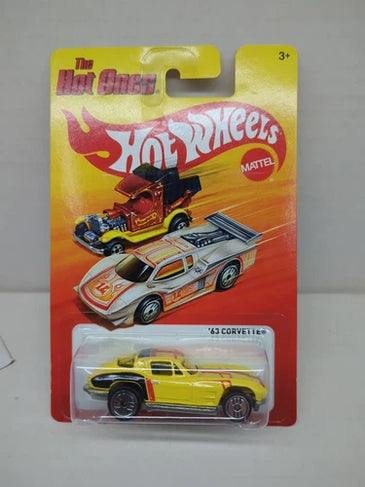 The
Hot Ones
3+
HOT WHEELS
MATTEL
14
'63 CORVETTE®